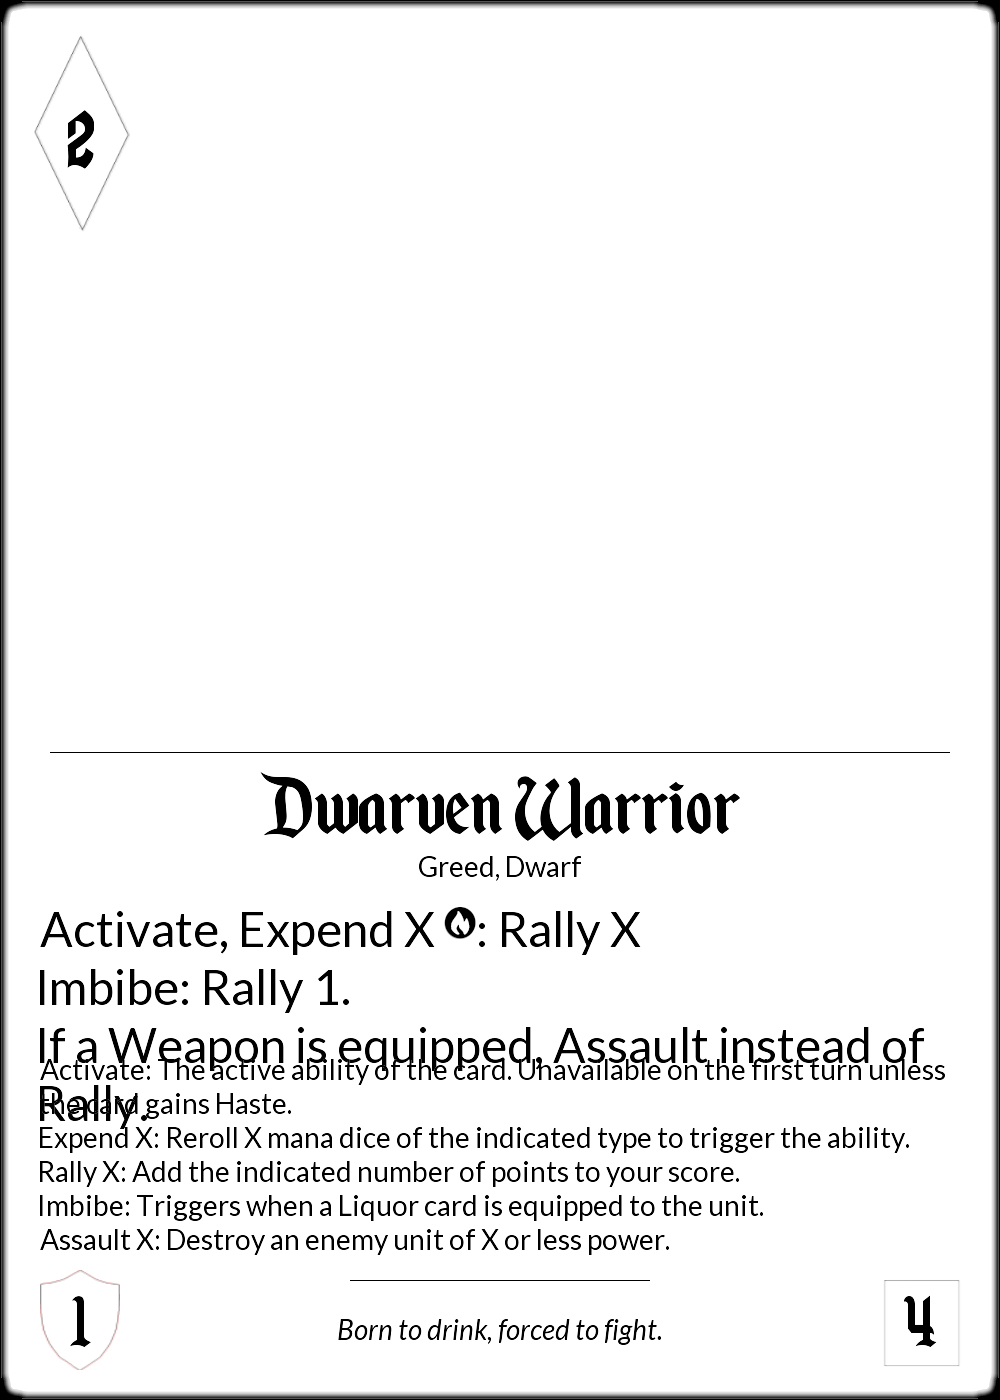 2
Dwarven Warrior
Greed, Dwarf
Activate, Expend X : Rally X
Imbibe: Rally 1.
If a Weapon is equipped, Assault instead of
Rally.
Activate: The active ability of the card. Unavailable on the first turn unless
the card gains Haste.
Expend X: Reroll X mana dice of the indicated type to trigger the ability.
Rally X: Add the indicated number of points to your score.
Imbibe: Triggers when a Liquor card is equipped to the unit.
Assault X: Destroy an enemy unit of X or less power.
1
Born to drink, forced to fight.
4